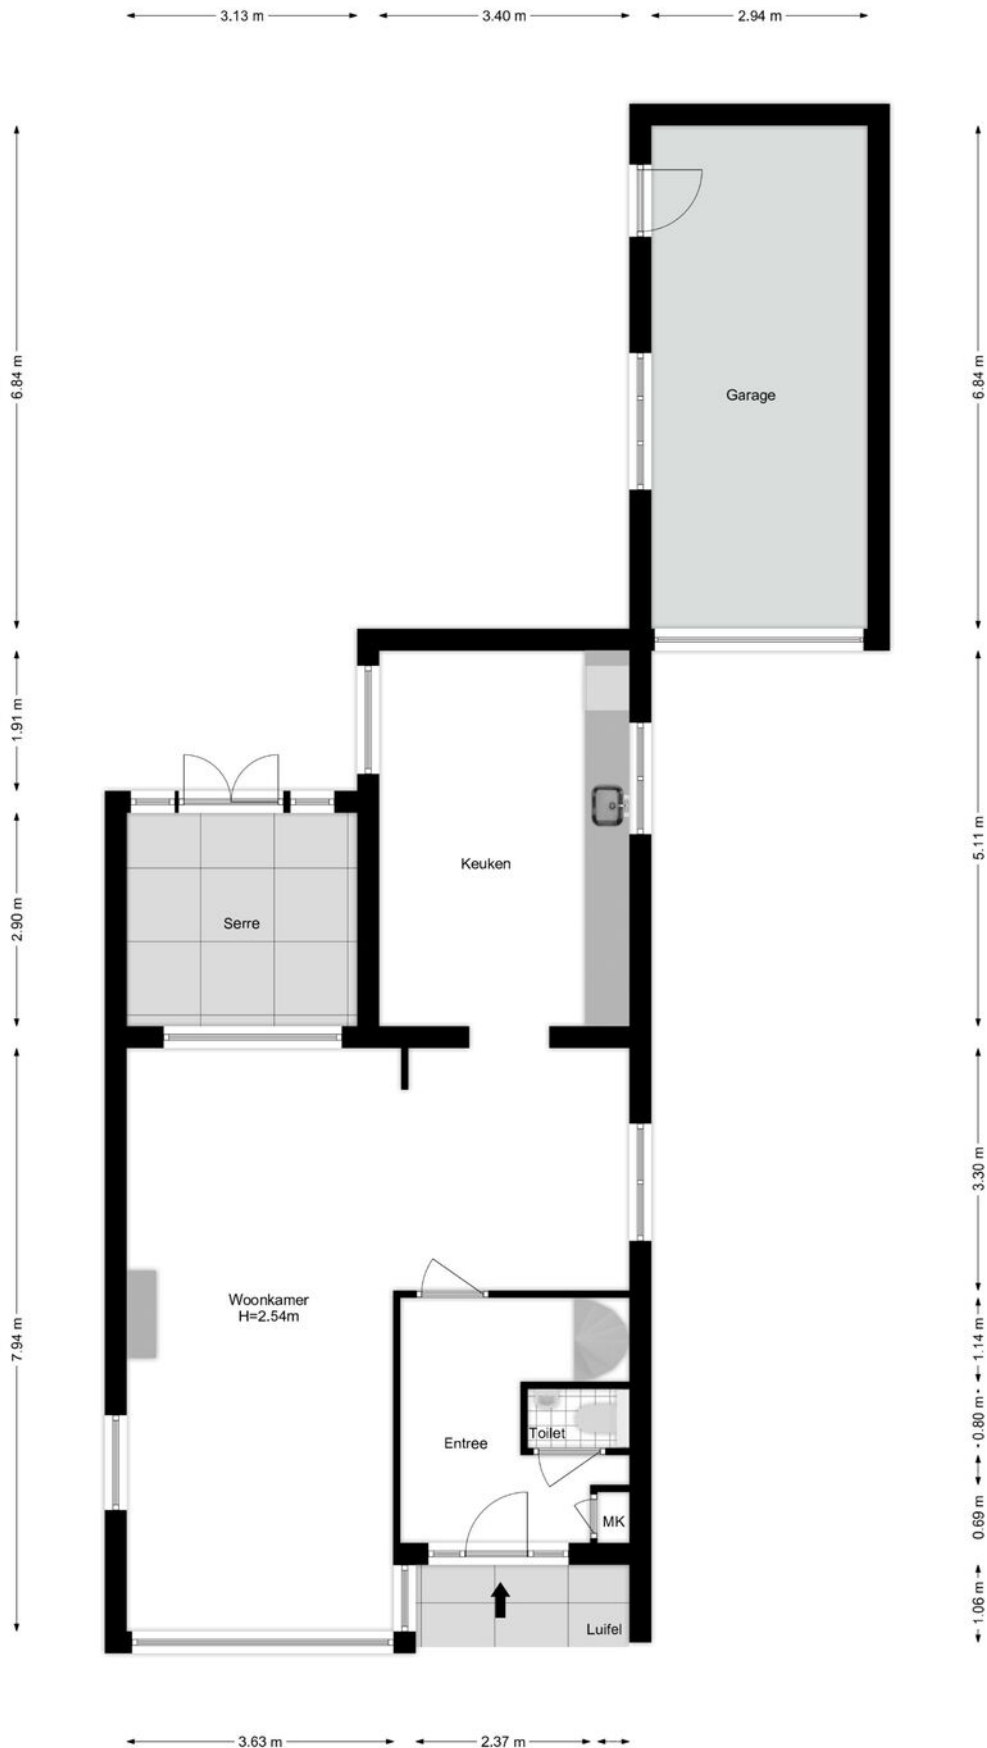 3.13 m
3.40 m
2.94 m
6.84 m
6.84 m
Garage
1.91 m
5.11 m
Keuken
2.90 m
Serre
3.30 m
Woonkamer
H=2.54m
7.94 m
1.14 m
0.80 m
Toilet
Entree
0.69 m
MK
1.06 m
Luifel
3.63 m
2.37 m